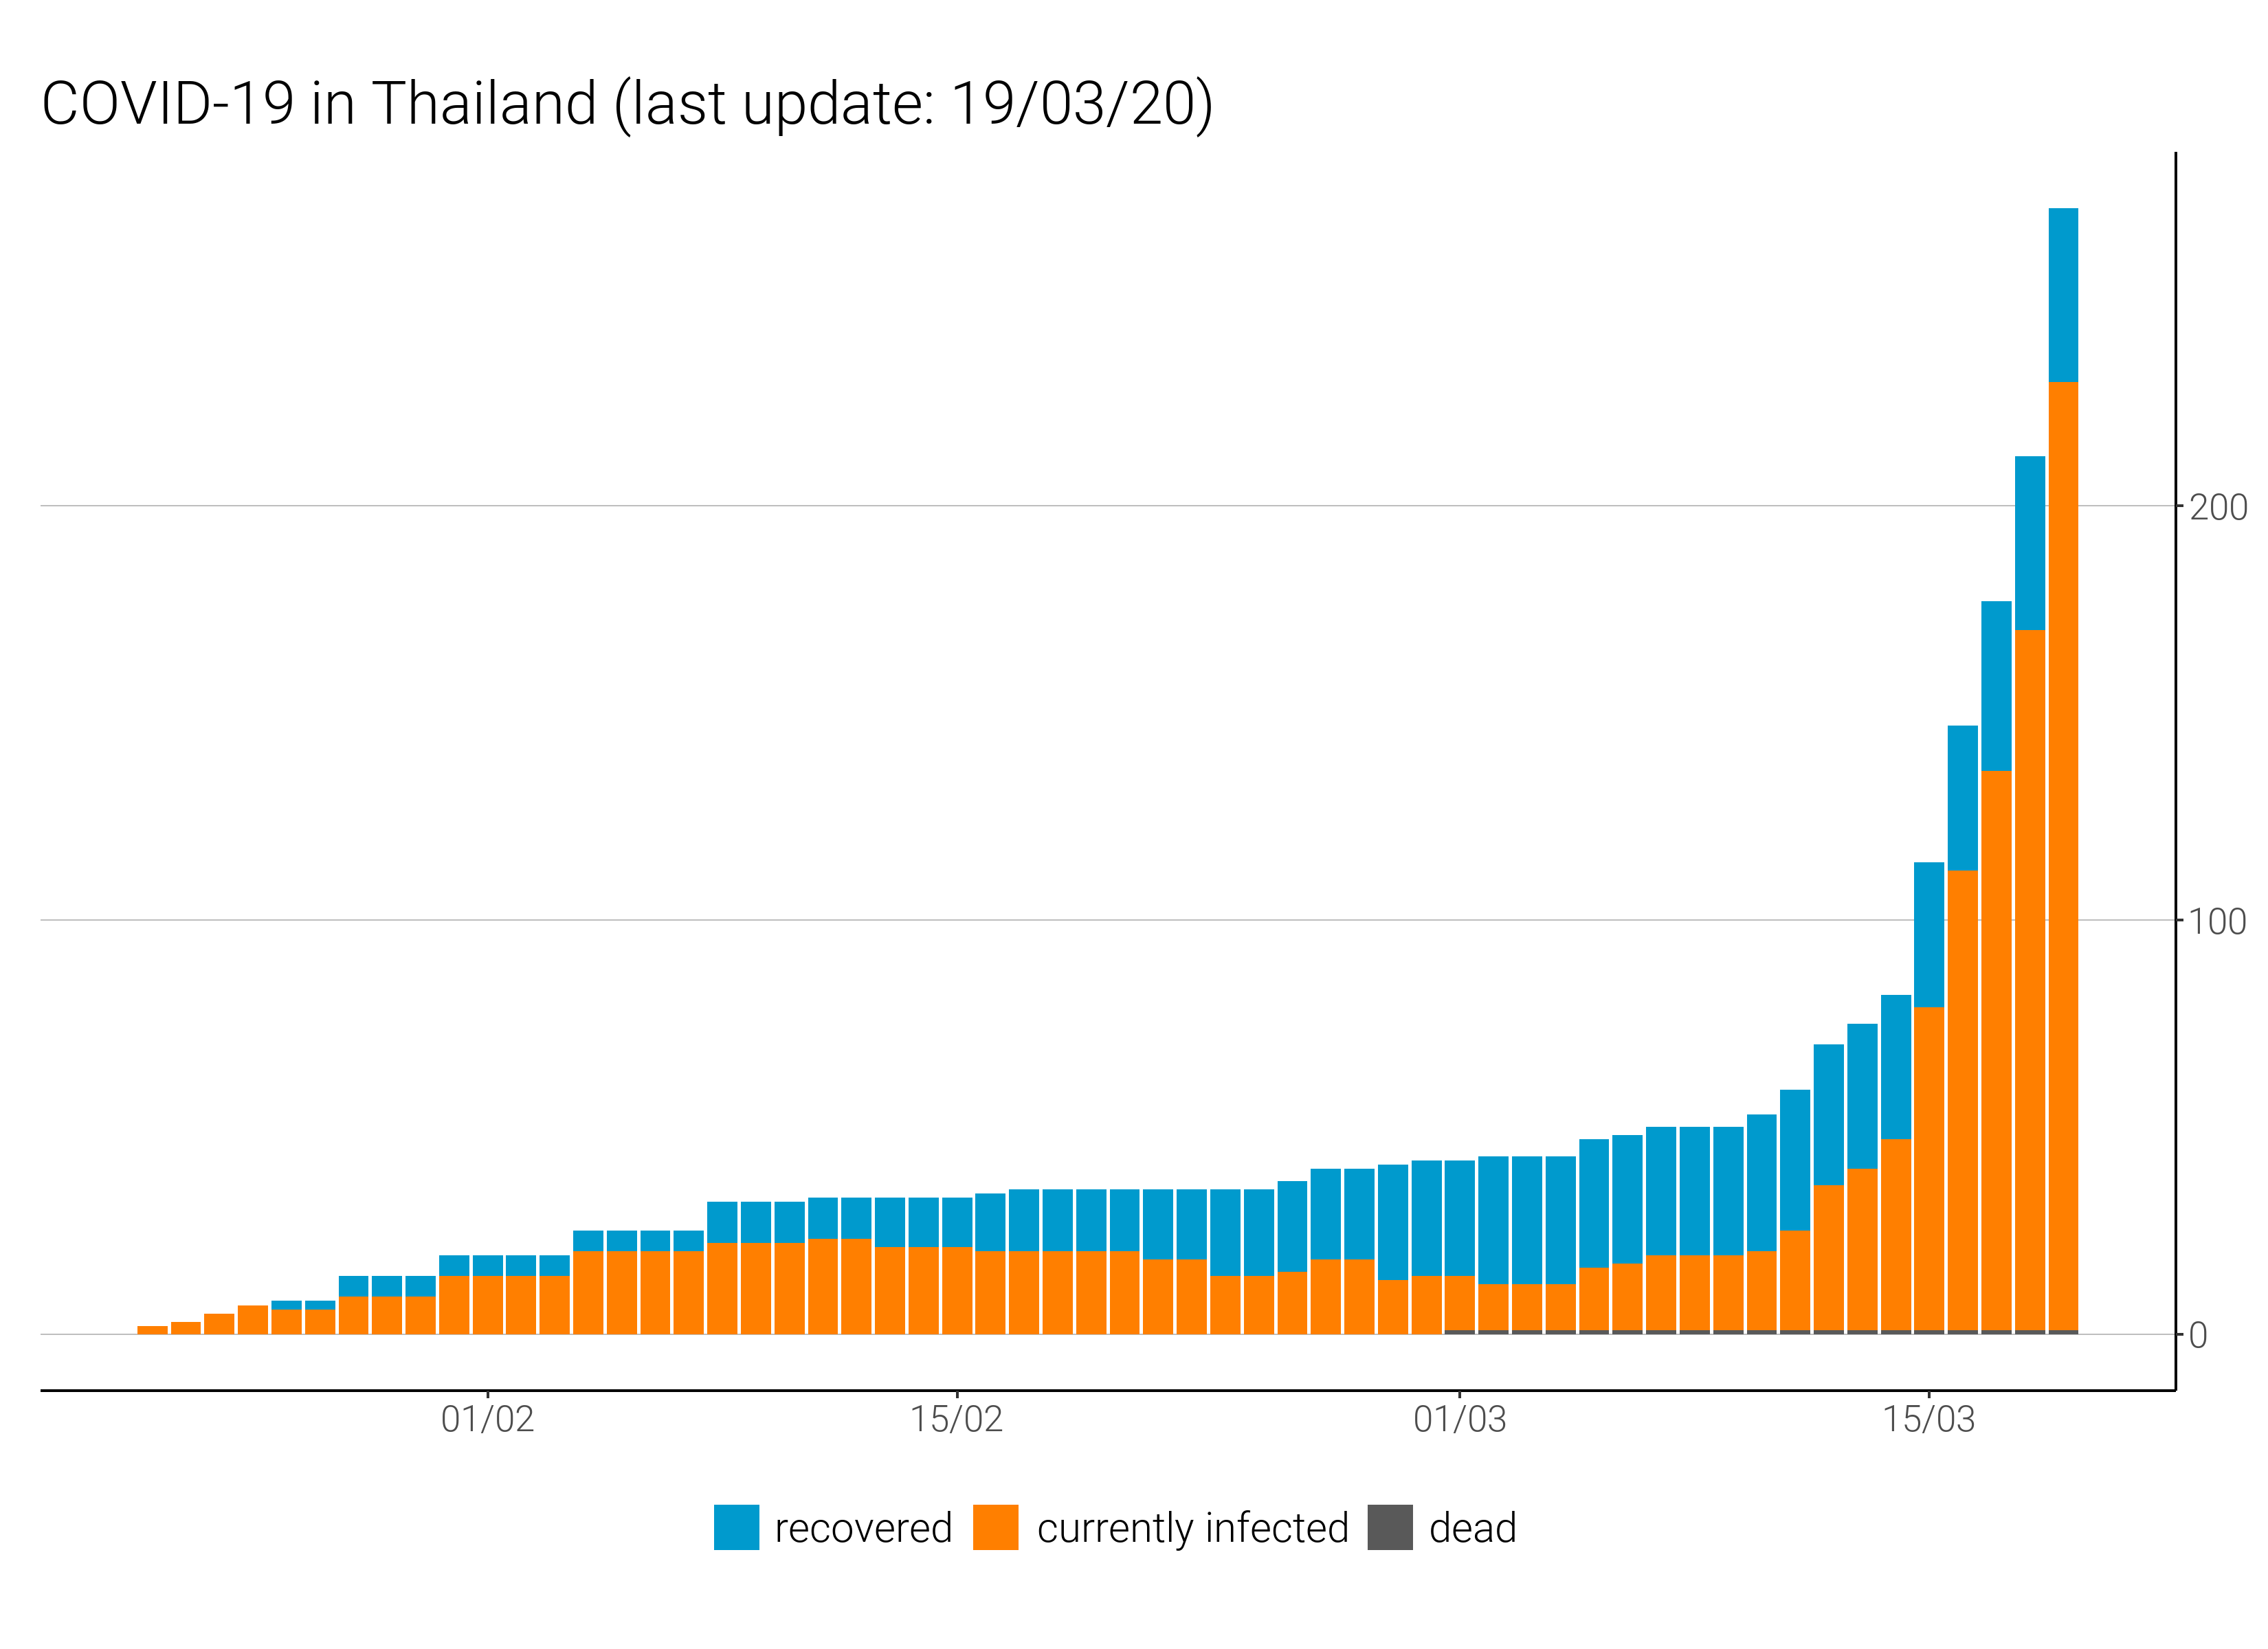 COVID-19 in Thailand (last update: 19/03/20)
200
100
0
01/02 15/02 01/03 15/03
recovered currently infected dead